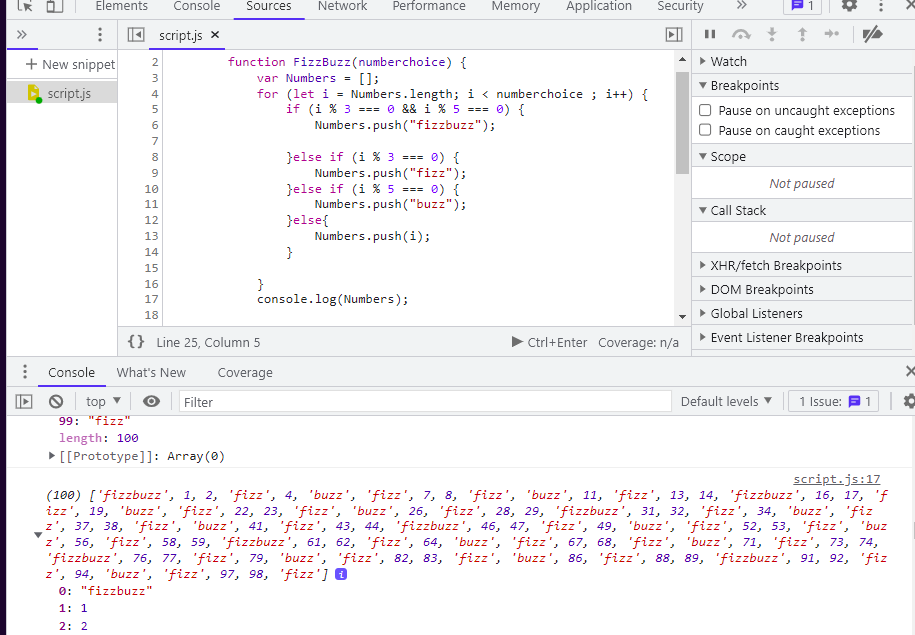 Elements Console Sources Network Performance Memory Application Security » 1
» script.js ×
+ New snippet
script.js
2 function FizzBuzz(numberchoice) {
3 var Numbers = [];
4 for (let i = Numbers.length; i < numberchoice ; i++) {
5 if (i % 3 === 0 && i % 5 === 0) {
6 Numbers.push("fizzbuzz");
7
8 }else if (i % 3 === 0) {
9 Numbers.push("fizz");
10 }else if (i % 5 === 0) {
11 Numbers.push("buzz");
12 }else{
13 Numbers.push(i);
14 }
15
16 }
17 console.log(Numbers);
18
{} Line 25, Column 5 Ctrl+Enter Coverage: n/a
Watch
Breakpoints
Pause on uncaught exceptions
Pause on caught exceptions
Scope
Not paused
Call Stack
Not paused
XHR/fetch Breakpoints
DOM Breakpoints
Global Listeners
Event Listener Breakpoints
Console What's New Coverage
top Filter Default levels 1 Issue: 1
99: "fizz"
length: 100
[[Prototype]]: Array(0)
script.js:17
(100) ['fizzbuzz', 1, 2, 'fizz', 4, 'buzz', 'fizz', 7, 8, 'fizz', 'buzz', 11, 'fizz', 13, 14, 'fizzbuzz', 16, 17, 'f
izz', 19, 'buzz', 'fizz', 22, 23, 'fizz', 'buzz', 26, 'fizz', 28, 29, 'fizzbuzz', 31, 32, 'fizz', 34, 'buzz', 'fiz
z', 37, 38, 'fizz', 'buzz', 41, 'fizz', 43, 44, 'fizzbuzz', 46, 47, 'fizz', 49, 'buzz', 'fizz', 52, 53, 'fizz', 'buz
z', 56, 'fizz', 58, 59, 'fizzbuzz', 61, 62, 'fizz', 64, 'buzz', 'fizz', 67, 68, 'fizz', 'buzz', 71, 'fizz', 73, 74,
'fizzbuzz', 76, 77, 'fizz', 79, 'buzz', 'fizz', 82, 83, 'fizz', 'buzz', 86, 'fizz', 88, 89, 'fizzbuzz', 91, 92, 'fiz
z', 94, 'buzz', 'fizz', 97, 98, 'fizz'] i
0: "fizzbuzz"
1: 1
2: 2